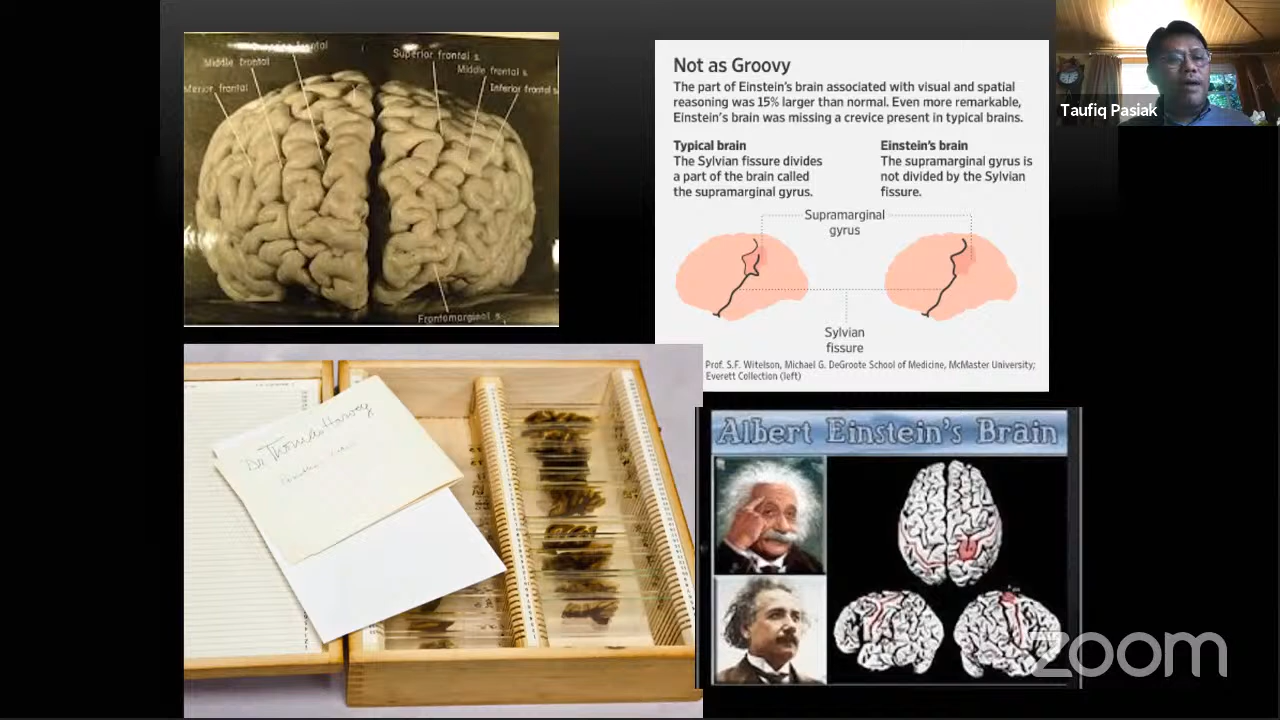 Middle frontal
Superior frontal s.
Middle frontal s.
Inferior frontal s
Frontomarginal s.
Not as Groovy
The part of Einstein's brain associated with visual and spatial
reasoning was 15% larger than normal. Even more remarkable,
Einstein's brain was missing a crevice present in typical brains.
Typical brain
The Sylvian fissure divides
a part of the brain called
the supramarginal gyrus.
Einstein's brain
The supramarginal gyrus is
not divided by the Sylvian
fissure.
Supramarginal
gyrus
Sylvian
fissure
Prof. S.F. Witelson, Michael G. DeGroote School of Medicine, McMaster University;
Everett Collection (left)
Taufiq Pasiak
Dr Thomas Harvey
Albert Einstein's Brain
zoom